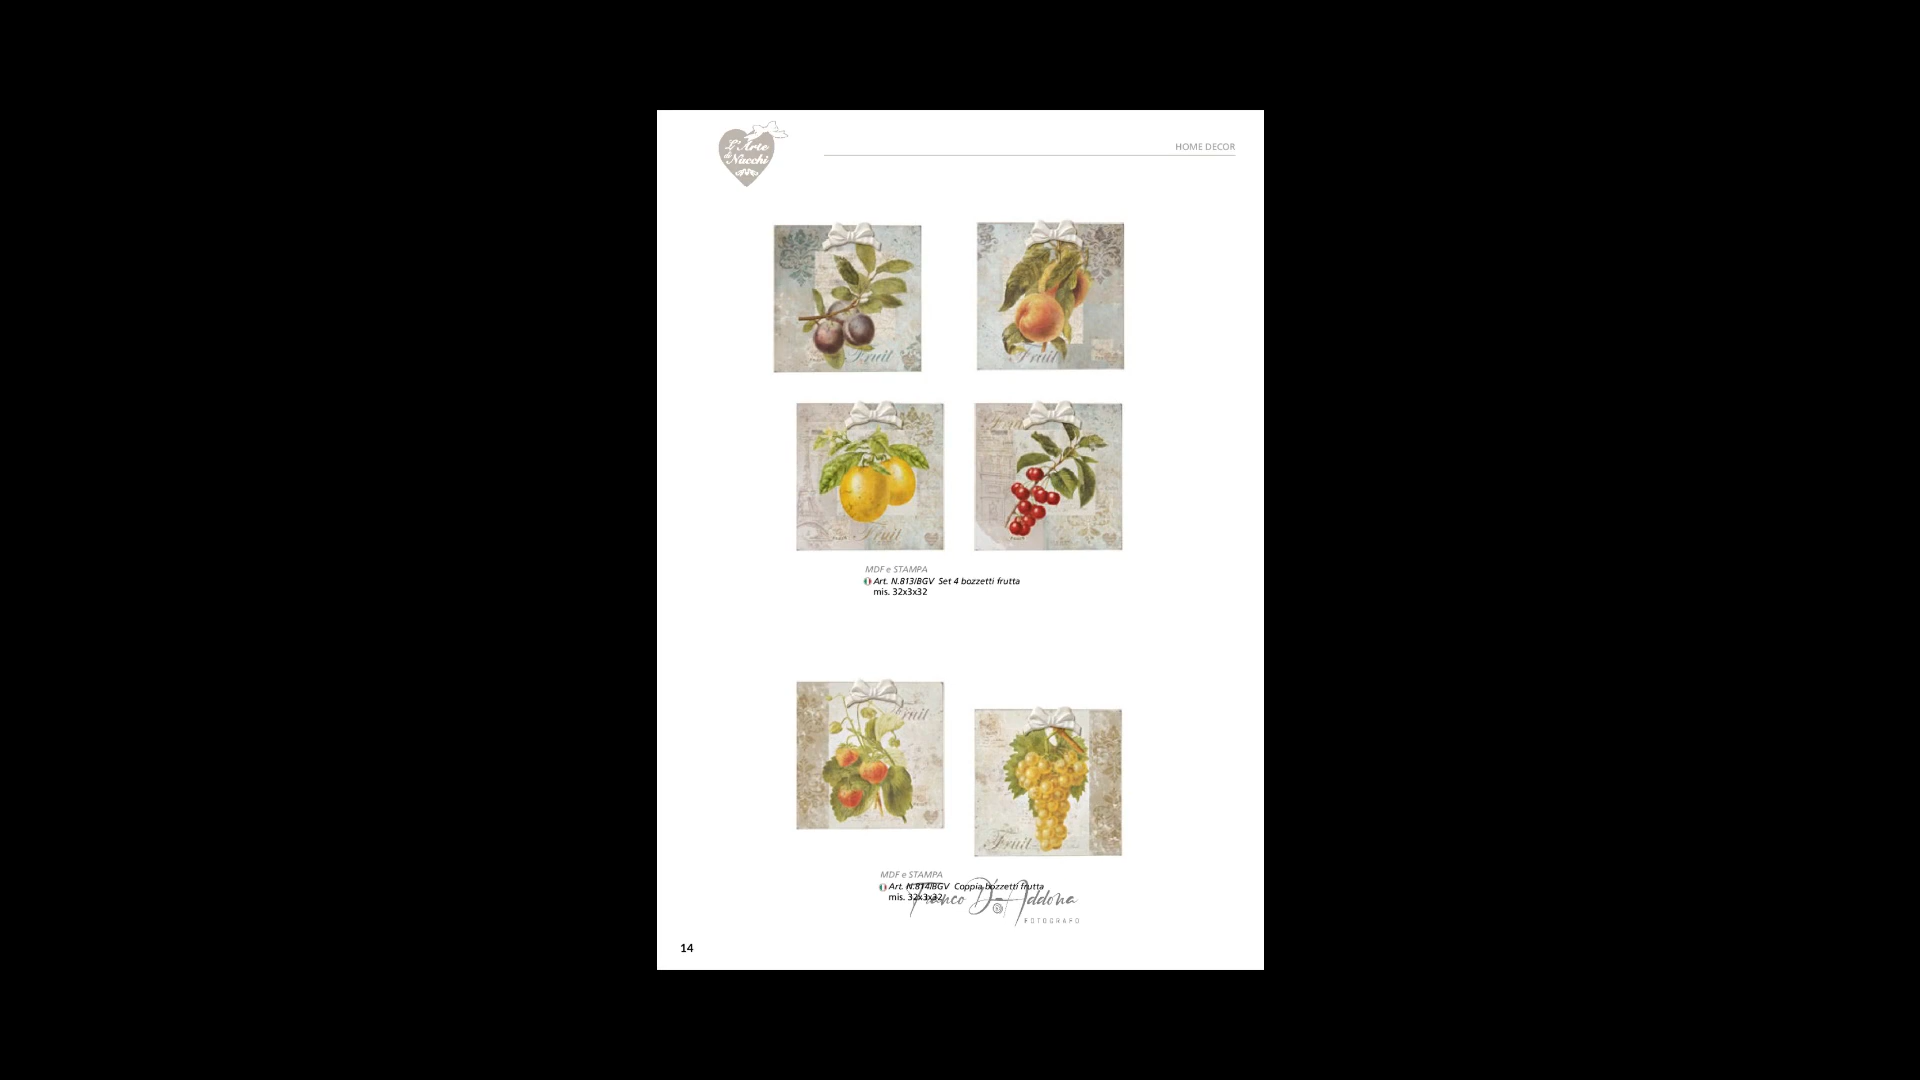 L'Arte
di Nacchi
HOME DECOR
Fruit
Fruit
Fruit
Fruit
MDF e STAMPA
Art. N.813/BGV Set 4 bozzetti frutta
mis. 32x3x32
Fruit
Fruit
MDF e STAMPA
Art. N.814/BGV Coppia bozzetti frutta
mis. 32x3x32
Franco D'Addona
FOTOGRAFO
14